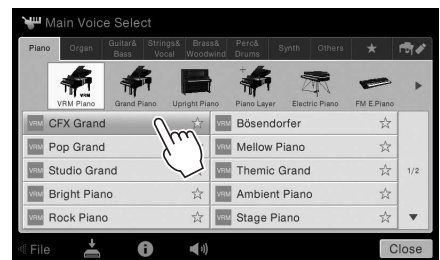 Main Voice Select
Piano Organ Guitar& Bass Strings& Vocal Brass& Woodwind Perc& Drums Synth Others
VRM
VRM Piano Grand Piano Upright Piano Piano Layer Electric Piano FM E.Piano
VRM CFX Grand VRM Bösendorfer
VRM Pop Grand VRM Mellow Piano
VRM Studio Grand VRM Themic Grand 1/2
VRM Bright Piano VRM Ambient Piano
VRM Rock Piano VRM Stage Piano
File Close